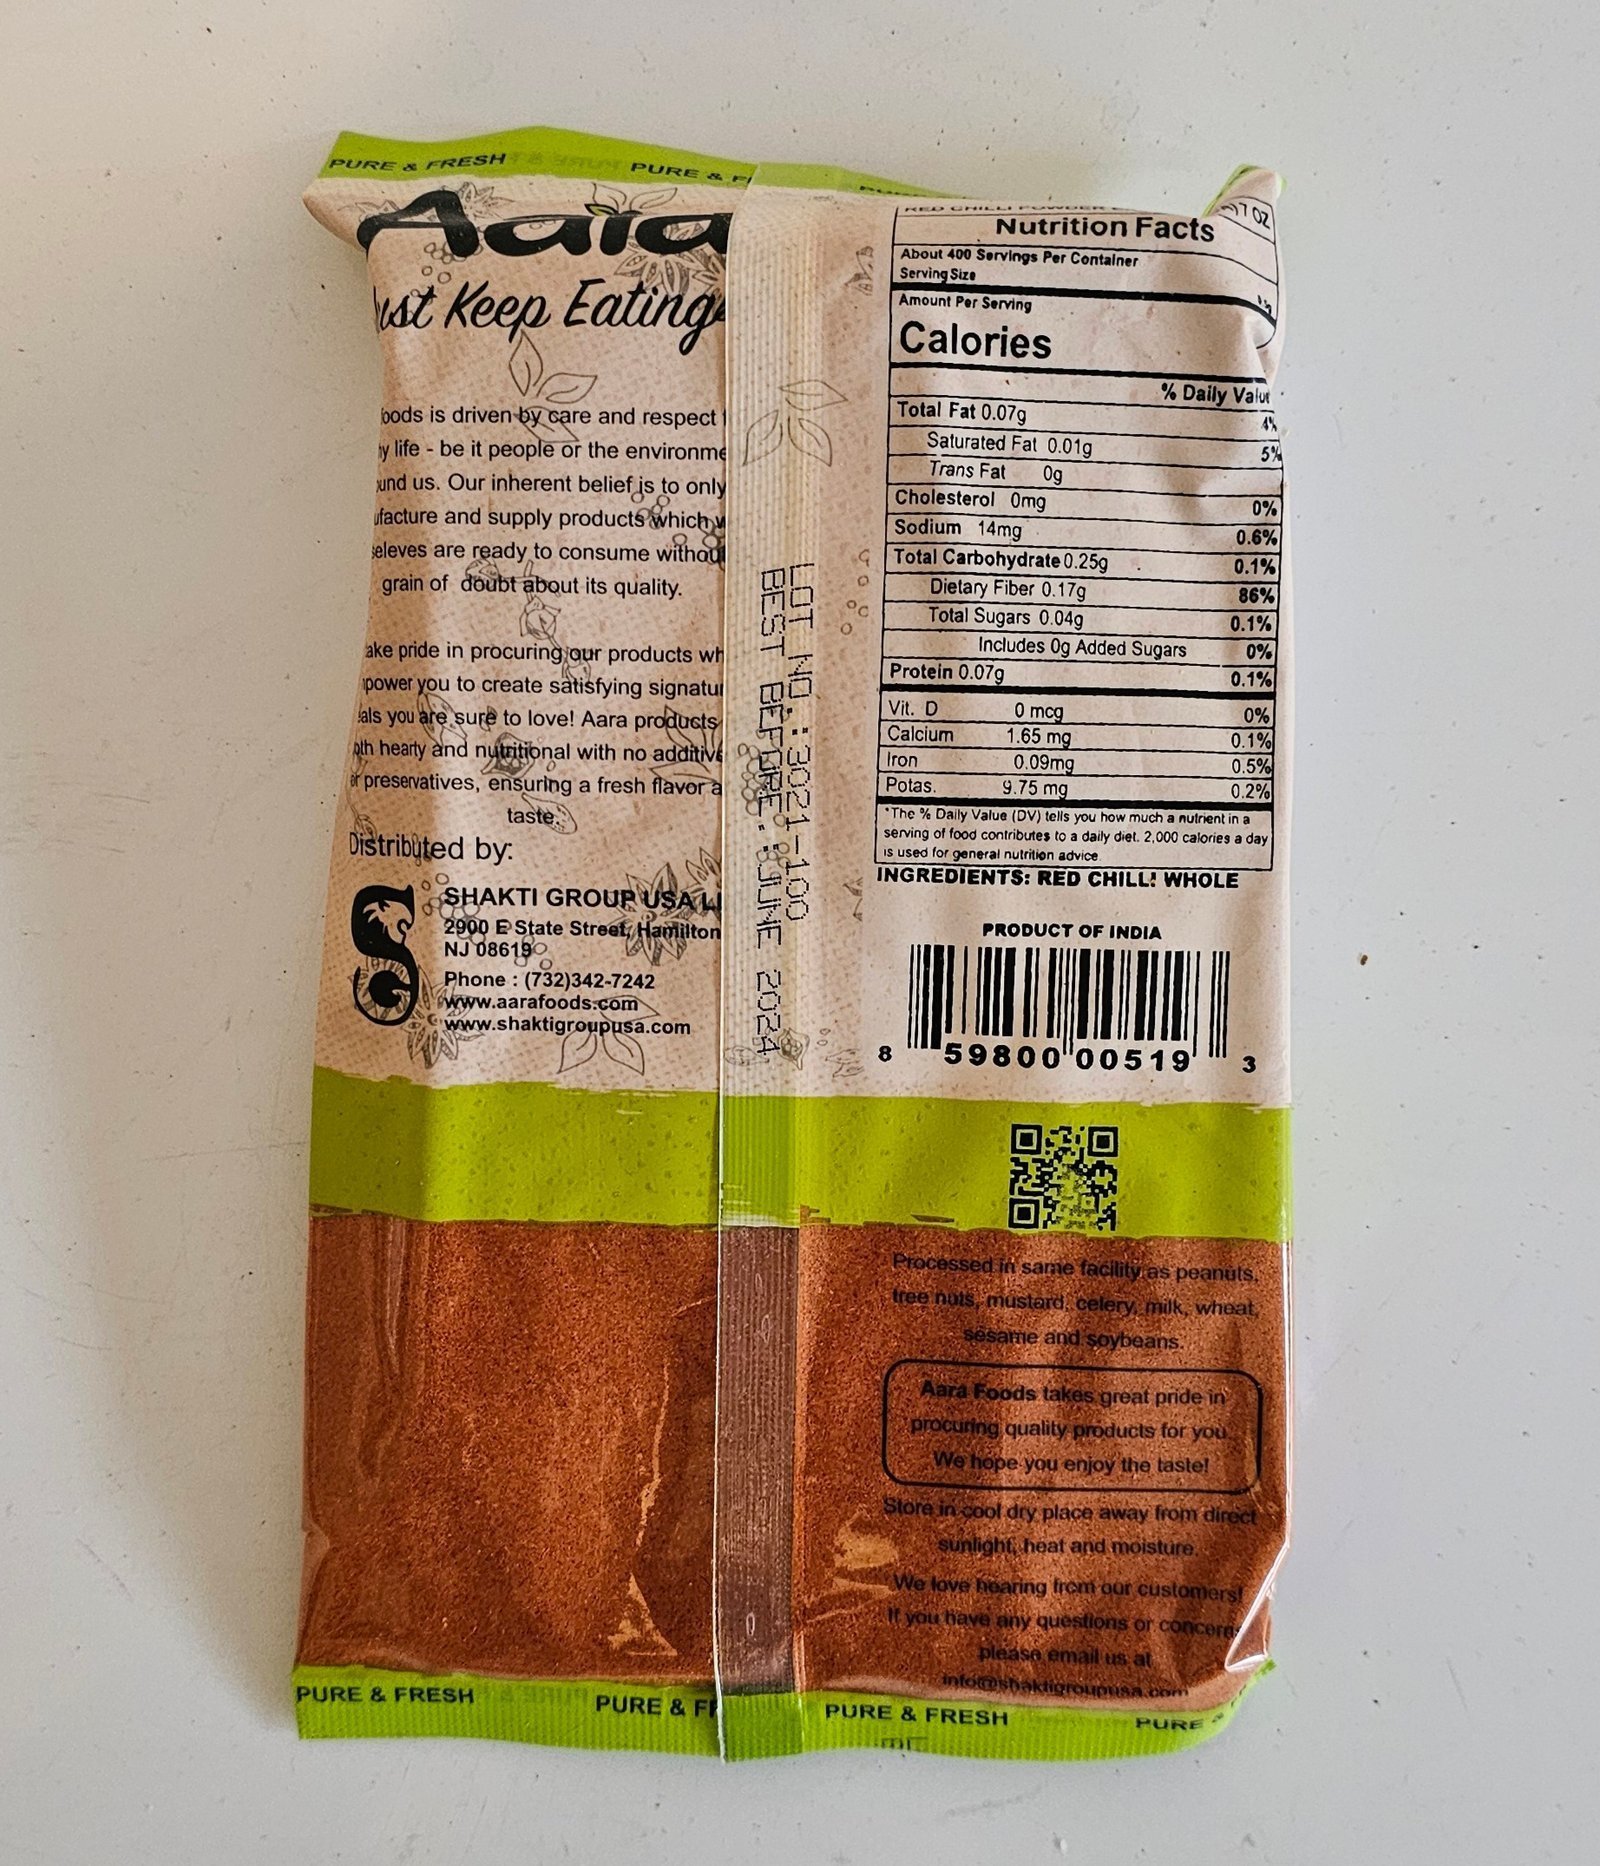 PURE & FRESH PURE & F
Aara
ust Keep Eating
oods is driven by care and respect
y life - be it people or the environme
und us. Our inherent belief is to only
ufacture and supply products which w
seleves are ready to consume without
grain of doubt about its quality.
ake pride in procuring our products wh
power you to create satisfying signatu
als you are sure to love! Aara products
oth hearty and nutritional with no additive
or preservatives, ensuring a fresh flavor a
taste.
Distributed by:
SHAKTI GROUP USA L
2900 E State Street, Hamilton
NJ 08619
Phone : (732)342-7242
www.aarafoods.com
www.shaktigroupusa.com
LOT NO.:3021-100
BEST BEFORE.:JUNE 2024
RED CHILLI POWDER
7 OZ
Nutrition Facts
About 400 Servings Per Container
Serving Size
Amount Per Serving
Calories
% Daily Value
Total Fat 0.07g 4%
Saturated Fat 0.01g 5%
Trans Fat 0g
Cholesterol 0mg 0%
Sodium 14mg 0.6%
Total Carbohydrate 0.25g 0.1%
Dietary Fiber 0.17g 86%
Total Sugars 0.04g 0.1%
Includes 0g Added Sugars 0%
Protein 0.07g 0.1%
Vit. D 0 mcg 0%
Calcium 1.65 mg 0.1%
Iron 0.09mg 0.5%
Potas. 9.75 mg 0.2%
*The % Daily Value (DV) tells you how much a nutrient in a
serving of food contributes to a daily diet. 2,000 calories a day
is used for general nutrition advice
INGREDIENTS: RED CHILLI WHOLE
PRODUCT OF INDIA
8 59800 00519 3
Processed in same facility as peanuts,
tree nuts, mustard, celery, milk, wheat,
sesame and soybeans.
Aara Foods takes great pride in
procuring quality products for you.
We hope you enjoy the taste!
Store in cool dry place away from direct
sunlight, heat and moisture.
We love hearing from our customers!
If you have any questions or concerns
please email us at
info@shaktigroupusa.com
PURE & FRESH PURE & F PURE & FRESH PURE &